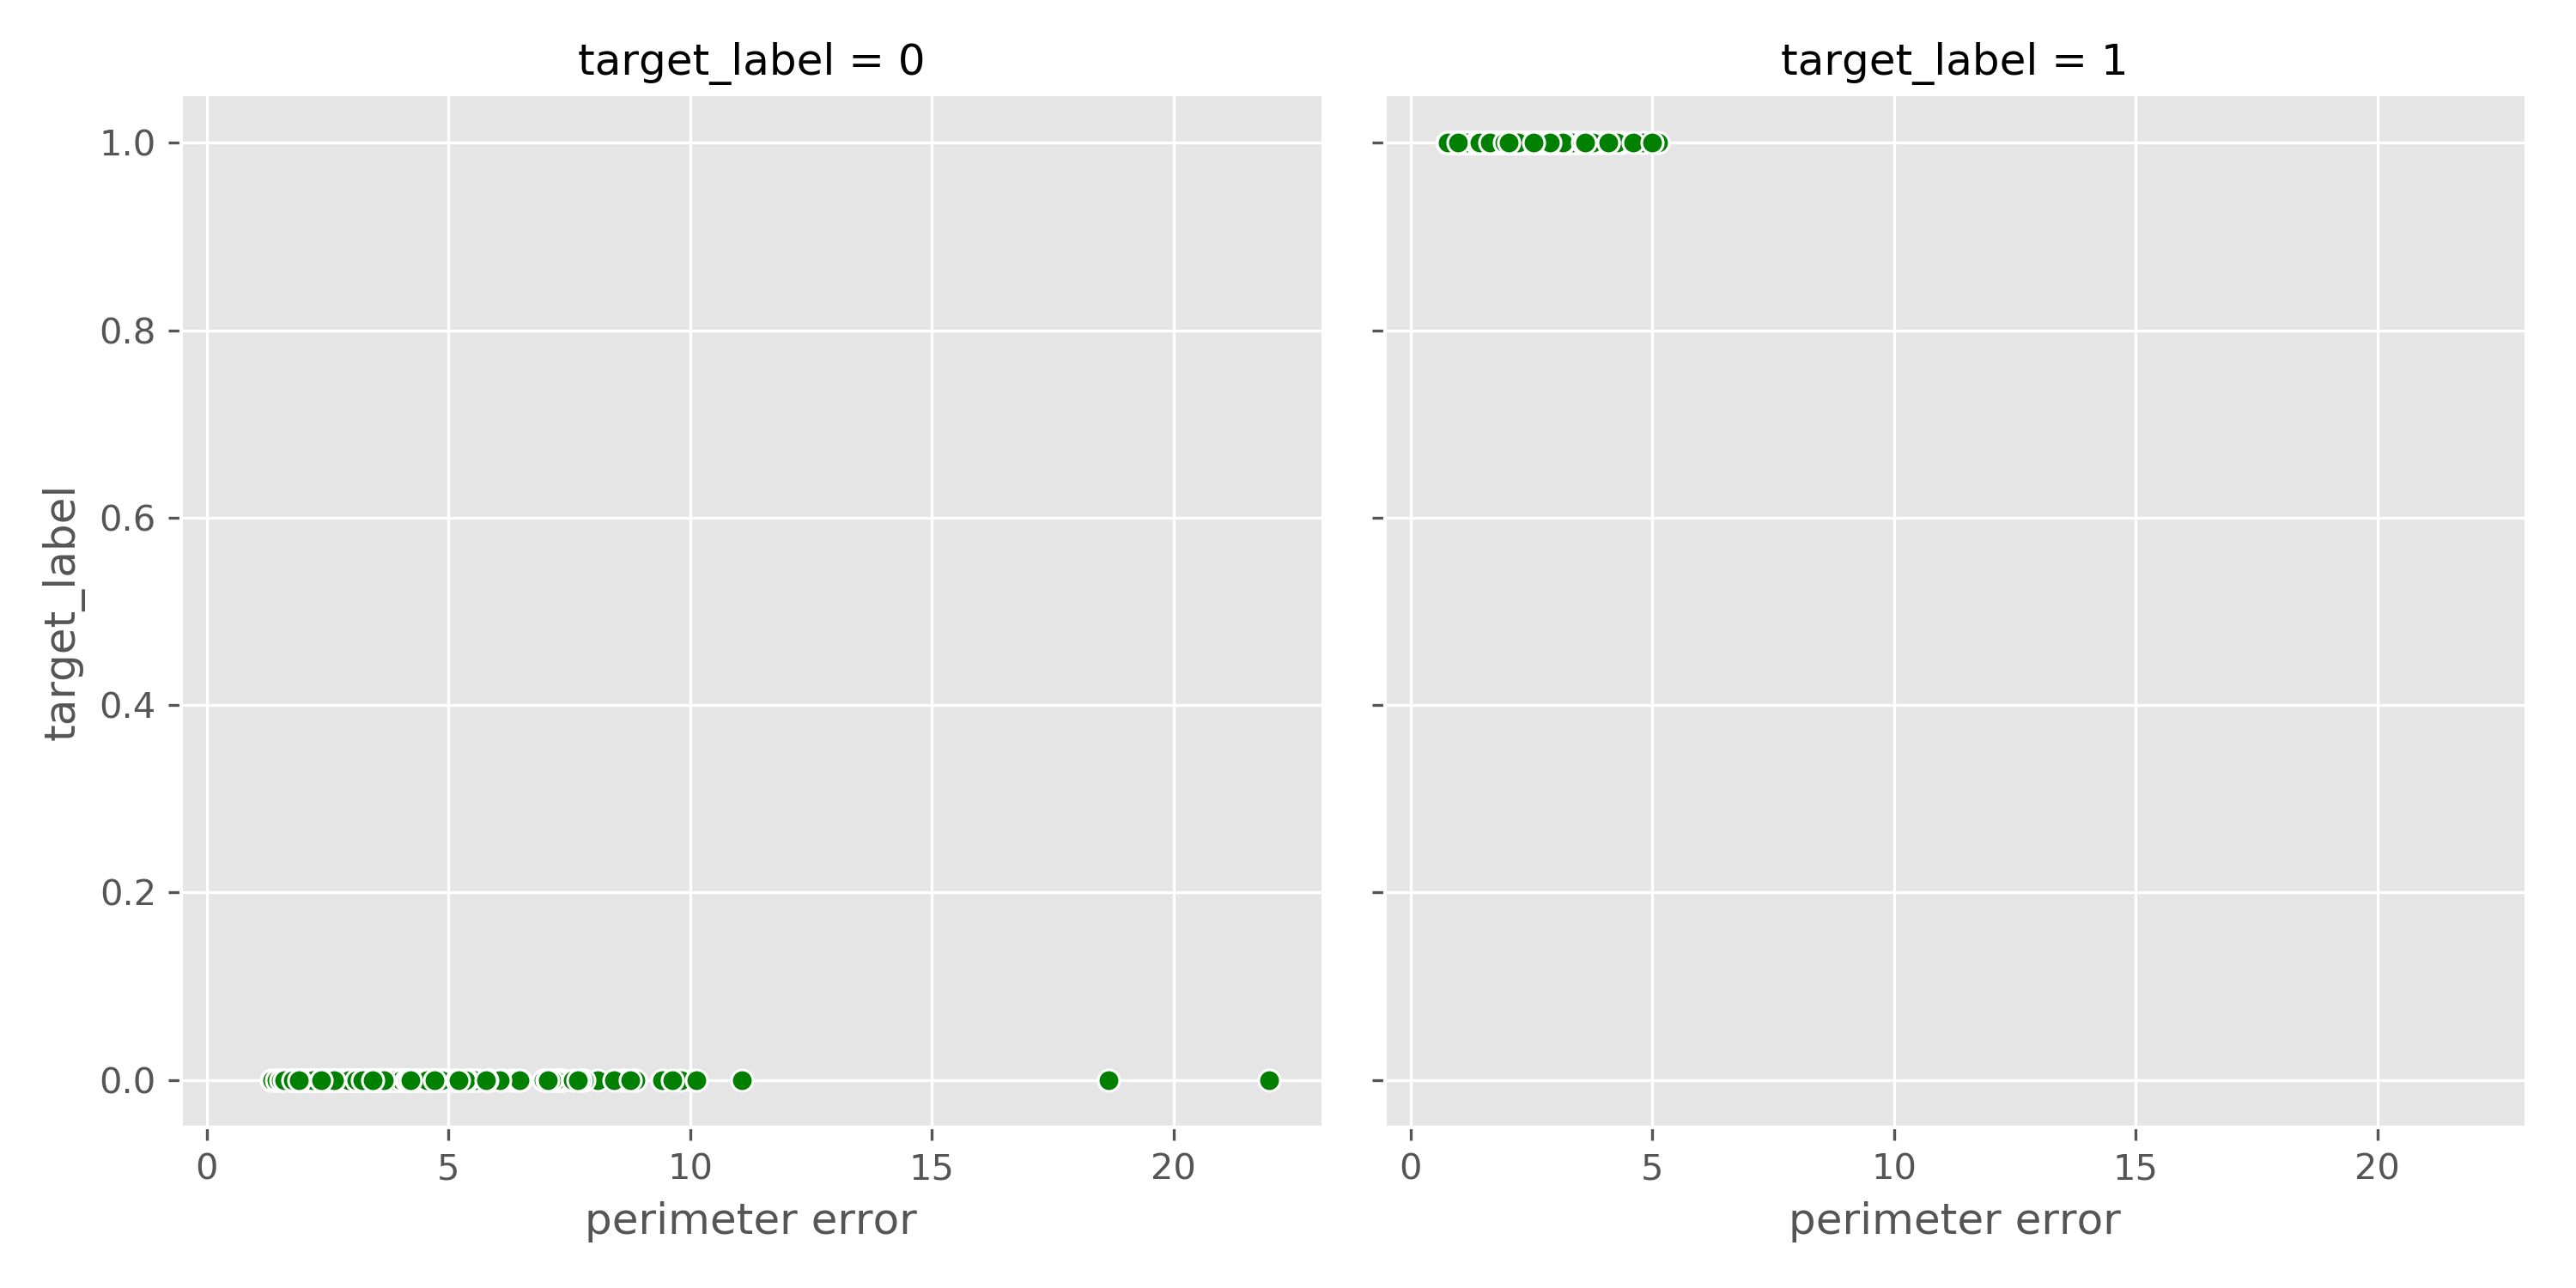 target_label = 0
target_label = 1
target_label
1.0
0.8
0.6
0.4
0.2
0.0
0 5 10 15 20
0 5 10 15 20
perimeter error
perimeter error